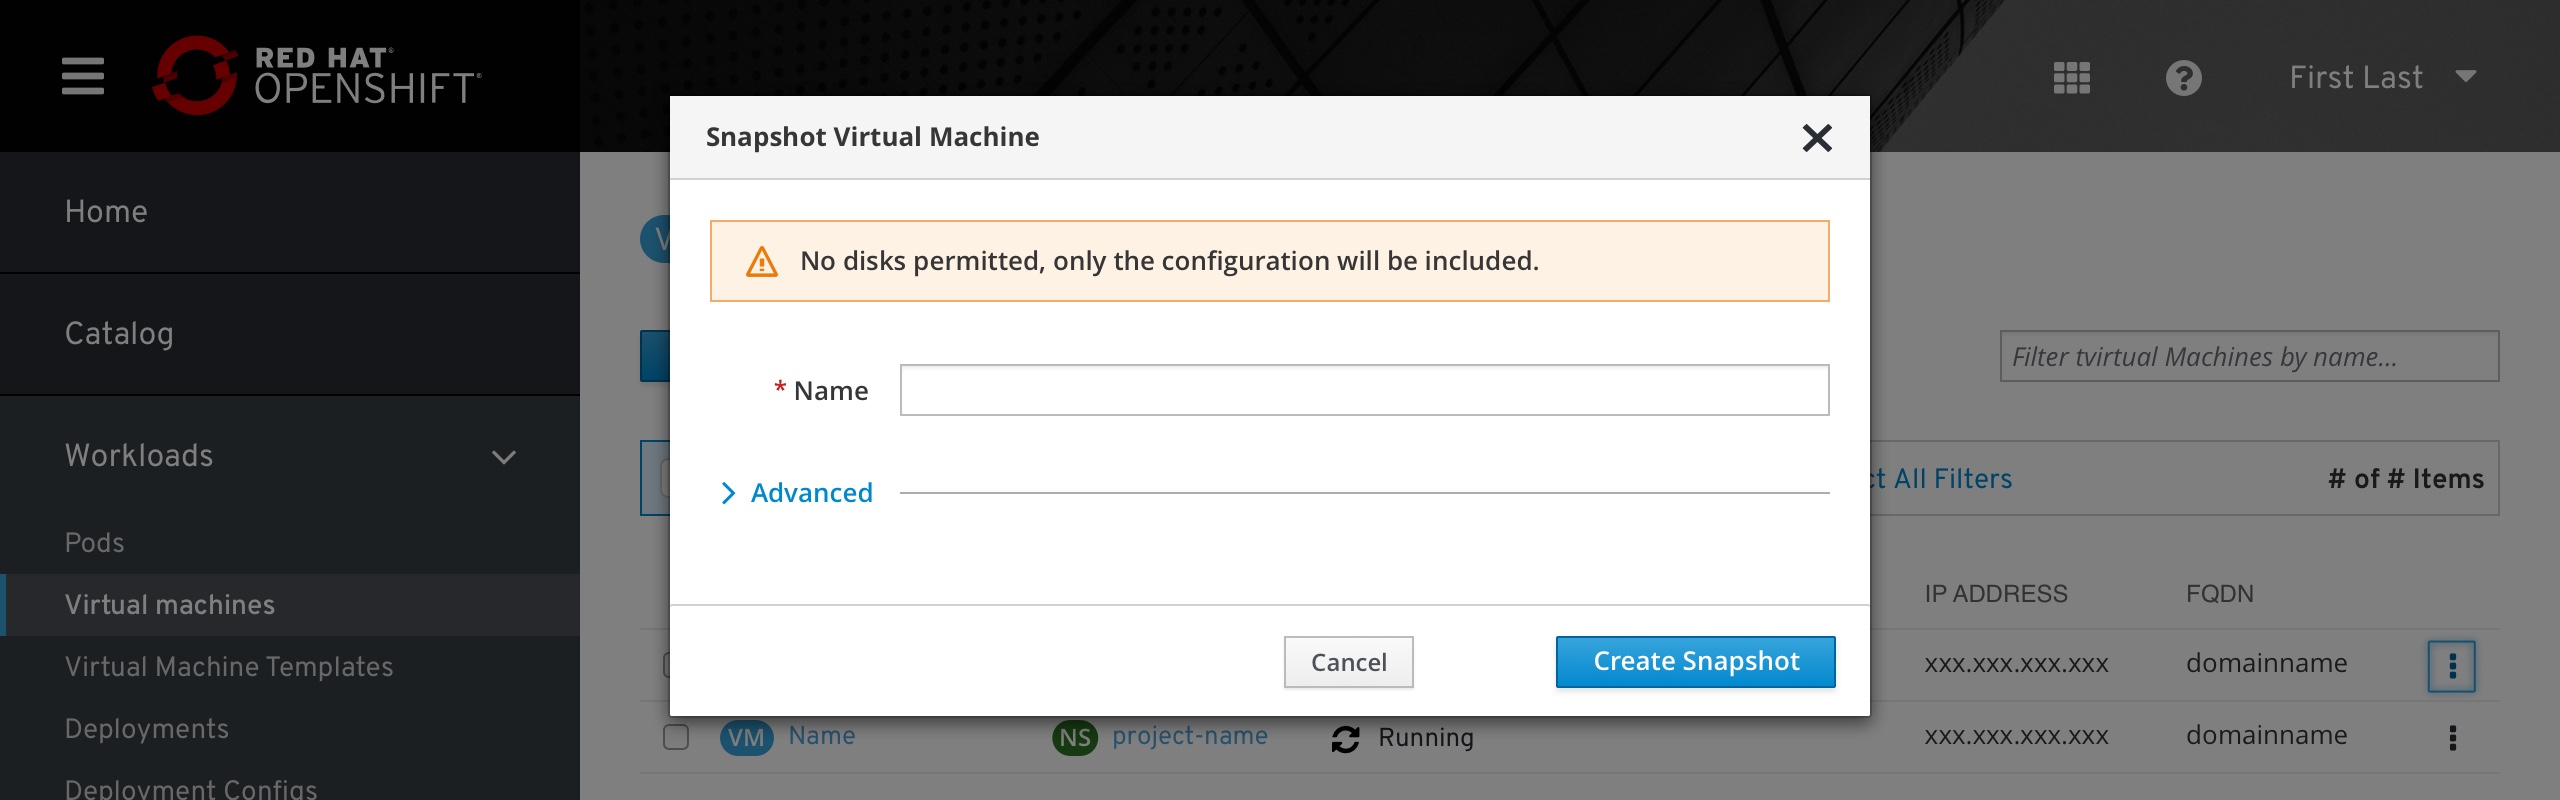 RED HAT®
OPENSHIFT®
First Last
Home
Catalog
Workloads
Pods
Virtual machines
Virtual Machine Templates
Deployments
Deployment Configs
Snapshot Virtual Machine
No disks permitted, only the configuration will be included.
* Name
Advanced
Cancel
Create Snapshot
Filter tvirtual Machines by name...
All Filters
# of # Items
IP ADDRESS FQDN
xxx.xxx.xxx.xxx domainname
VM Name NS project-name Running xxx.xxx.xxx.xxx domainname